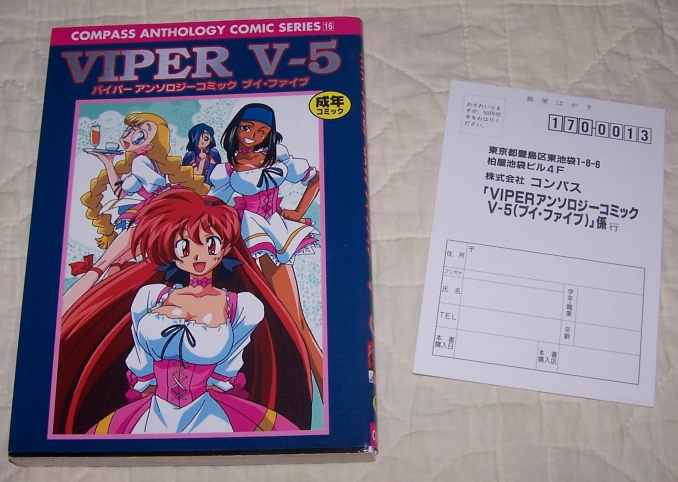 COMPASS ANTHOLOGY COMIC SERIES 16
VIPER V-5
バイパー アンソロジーコミック ブイ・ファイブ
成年
コミック
郵便はがき
おそれいりま
すが、50円切
手をおはりく
ださい。
170-0013
東京都豊島区東池袋1-8-6
柏屋池袋ビル4F
株式会社 コンパス
「VIPERアンソロジーコミック
V-5(ブイ・ファイブ)」係 行
住所
〒
フリガナ
氏名
学年・職業
TEL
年齢
本書
購入日
本書
購入店